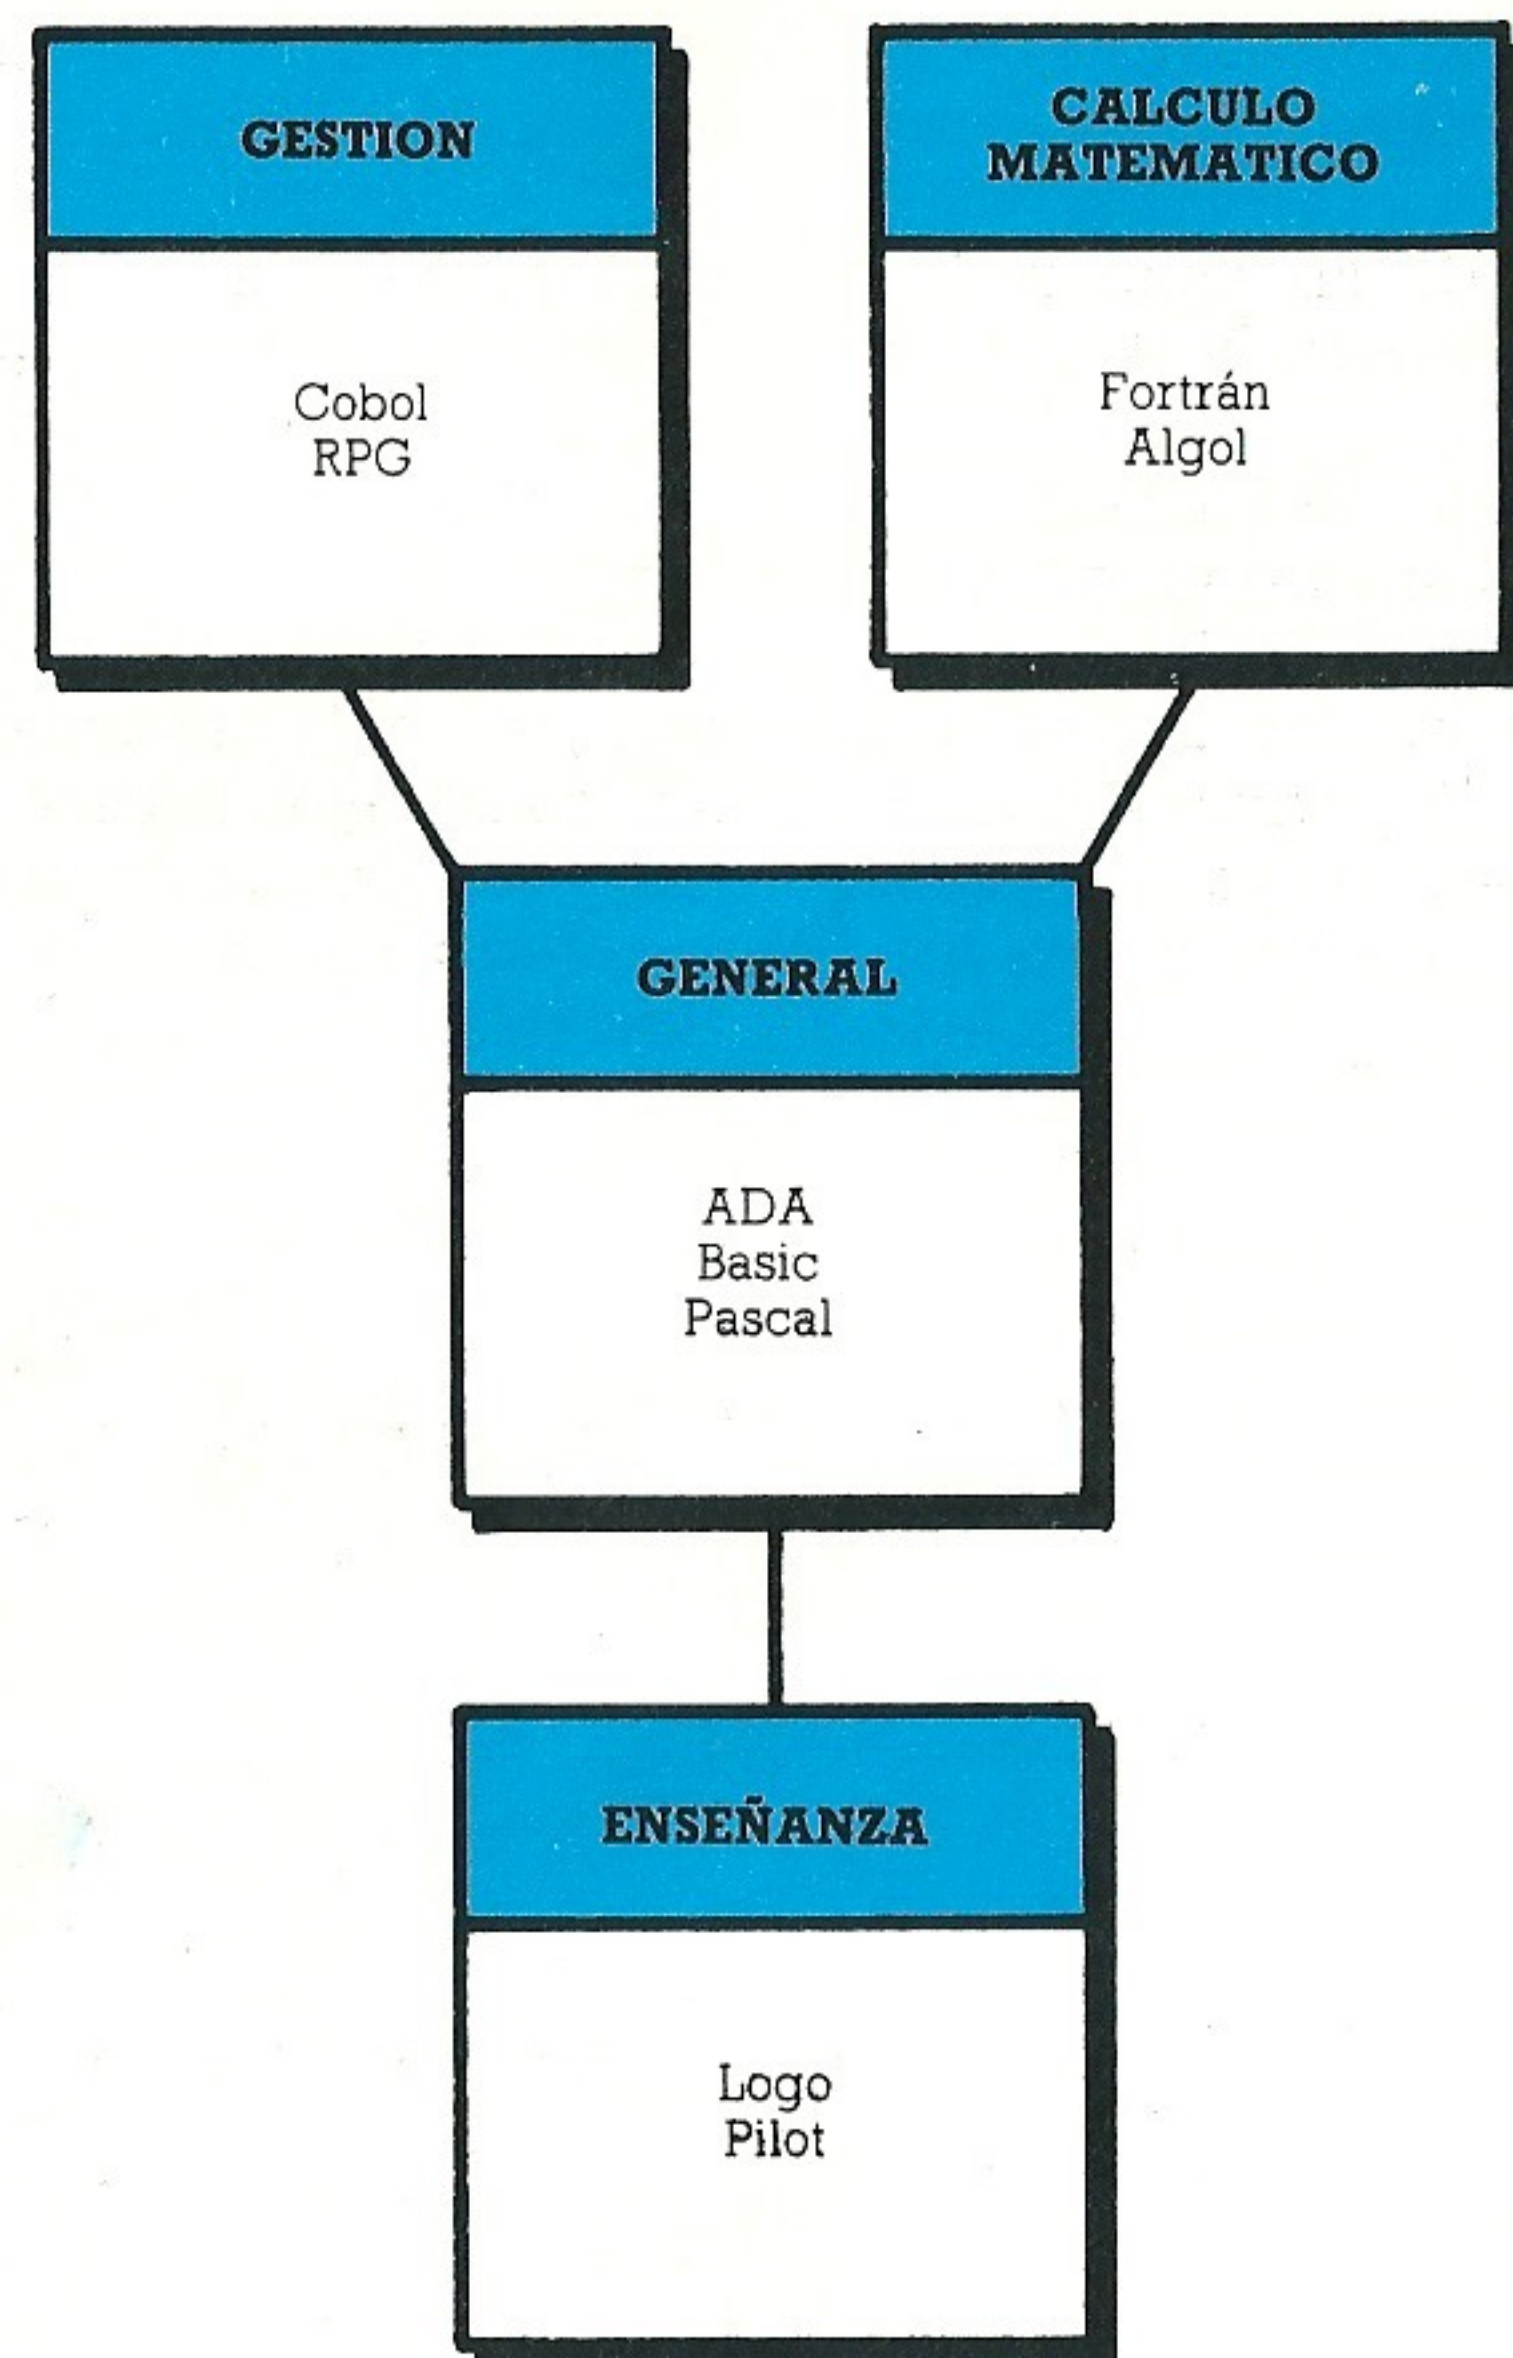 GESTION
Cobol
RPG
CALCULO
MATEMATICO
Fortrán
Algol
GENERAL
ADA
Basic
Pascal
ENSEÑANZA
Logo
Pilot